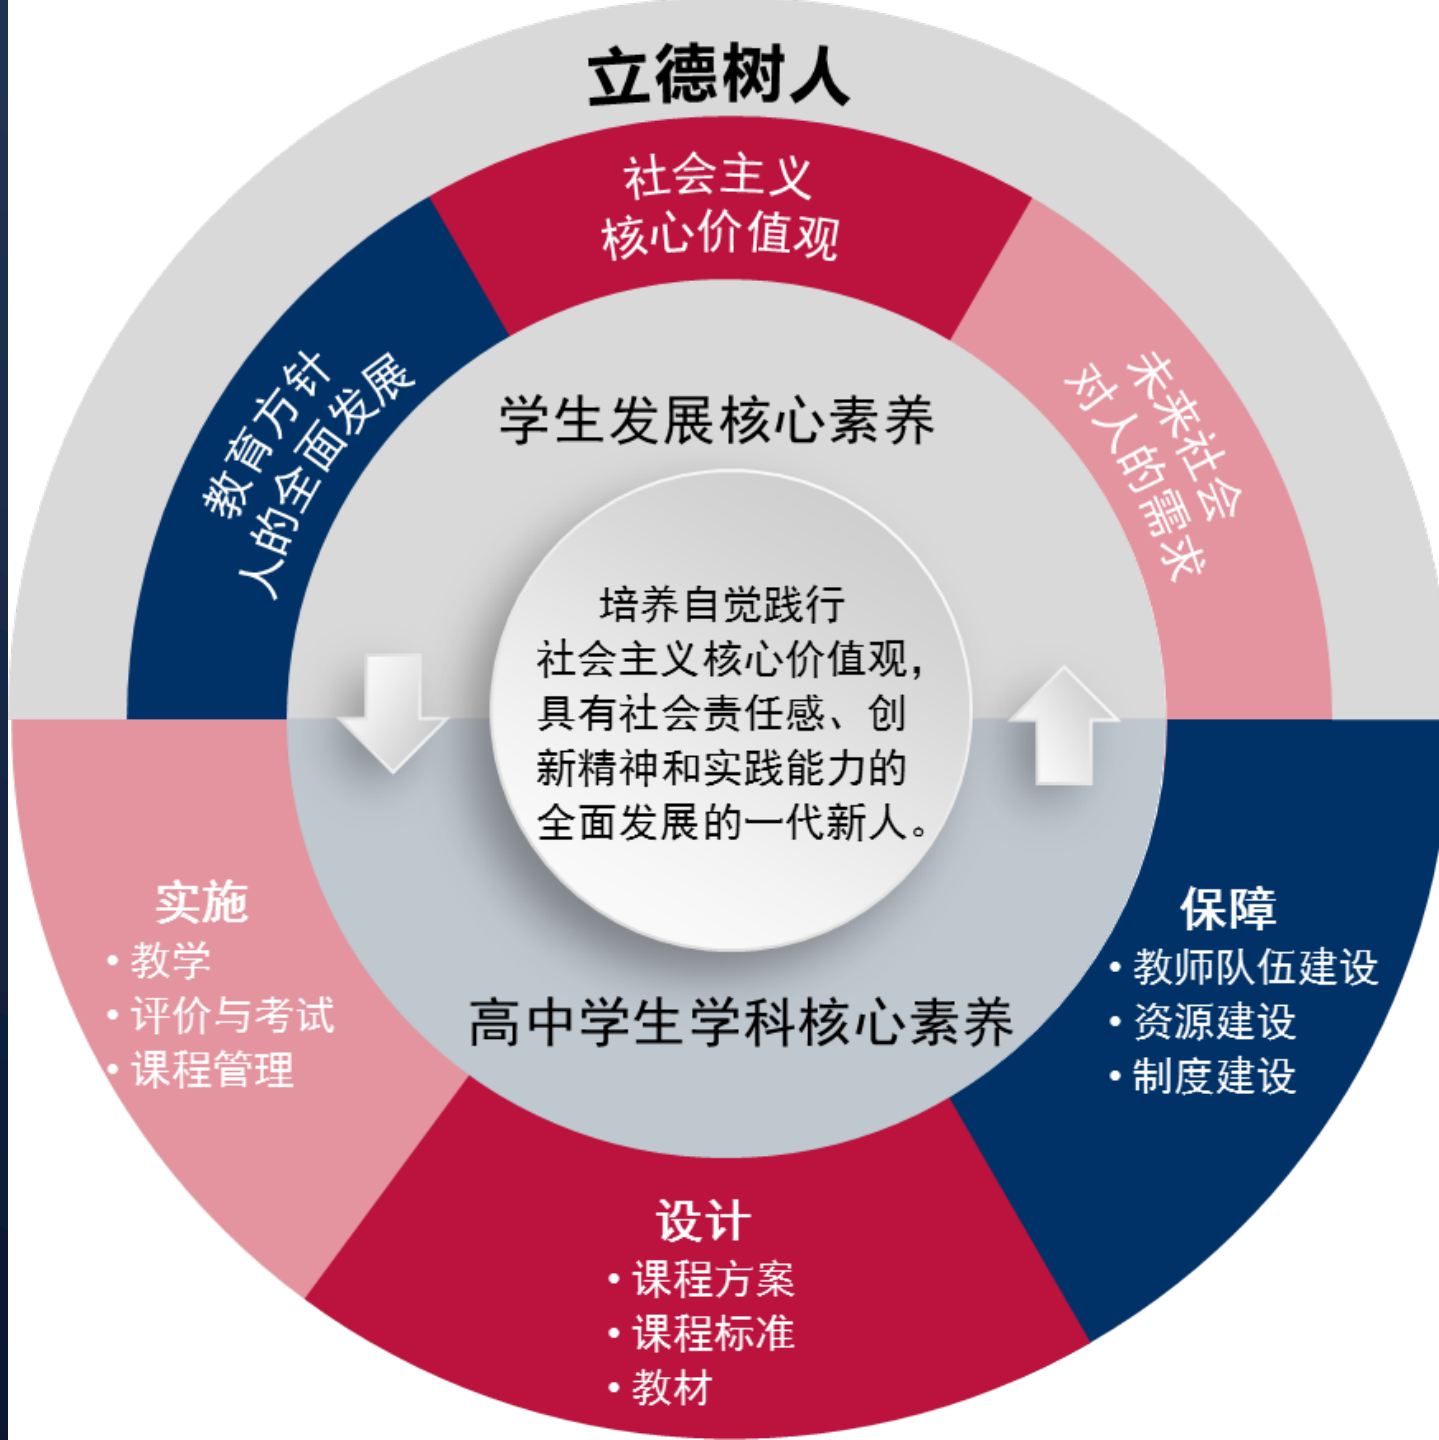 立德树人
社会主义
核心价值观
教育方针
人的全面发展
未来社会
对人的需求
学生发展核心素养
培养自觉践行
社会主义核心价值观，
具有社会责任感、创
新精神和实践能力的
全面发展的一代新人。
高中学生学科核心素养
实施
• 教学
• 评价与考试
• 课程管理
设计
• 课程方案
• 课程标准
• 教材
保障
• 教师队伍建设
• 资源建设
• 制度建设